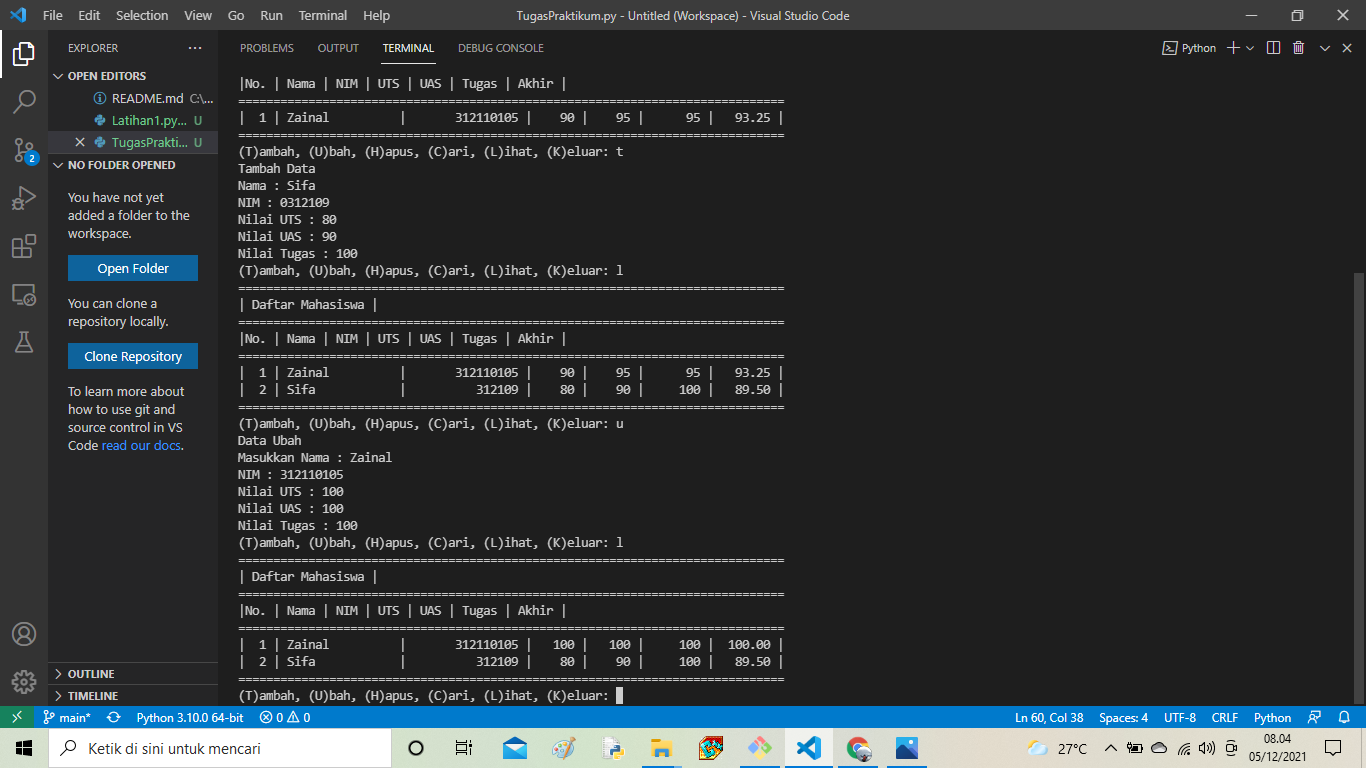 File Edit Selection View Go Run Terminal Help TugasPraktikum.py - Untitled (Workspace) - Visual Studio Code
EXPLORER ...
OPEN EDITORS
README.md C:\...
Latihan1.py... U
TugasPrakti... U
NO FOLDER OPENED
You have not yet
added a folder to the
workspace.
Open Folder
You can clone a
repository locally.
Clone Repository
To learn more about
how to use git and
source control in VS
Code read our docs.
OUTLINE
TIMELINE
2
PROBLEMS OUTPUT TERMINAL DEBUG CONSOLE Python
|No. | Nama | NIM | UTS | UAS | Tugas | Akhir |
==============================================================================
|  1 | Zainal          |       312110105 |    90 |    95 |     95 |   93.25 |
==============================================================================
(T)ambah, (U)bah, (H)apus, (C)ari, (L)ihat, (K)eluar: t
Tambah Data
Nama : Sifa
NIM : 0312109
Nilai UTS : 80
Nilai UAS : 90
Nilai Tugas : 100
(T)ambah, (U)bah, (H)apus, (C)ari, (L)ihat, (K)eluar: l
==============================================================================
| Daftar Mahasiswa |
==============================================================================
|No. | Nama | NIM | UTS | UAS | Tugas | Akhir |
==============================================================================
|  1 | Zainal          |       312110105 |    90 |    95 |     95 |   93.25 |
|  2 | Sifa            |          312109 |    80 |    90 |    100 |   89.50 |
==============================================================================
(T)ambah, (U)bah, (H)apus, (C)ari, (L)ihat, (K)eluar: u
Data Ubah
Masukkan Nama : Zainal
NIM : 312110105
Nilai UTS : 100
Nilai UAS : 100
Nilai Tugas : 100
(T)ambah, (U)bah, (H)apus, (C)ari, (L)ihat, (K)eluar: l
==============================================================================
| Daftar Mahasiswa |
==============================================================================
|No. | Nama | NIM | UTS | UAS | Tugas | Akhir |
==============================================================================
|  1 | Zainal          |       312110105 |   100 |   100 |    100 |  100.00 |
|  2 | Sifa            |          312109 |    80 |    90 |    100 |   89.50 |
==============================================================================
(T)ambah, (U)bah, (H)apus, (C)ari, (L)ihat, (K)eluar:
main* Python 3.10.0 64-bit 0 0 Ln 60, Col 38 Spaces: 4 UTF-8 CRLF Python
Ketik di sini untuk mencari 27°C 08.04
05/12/2021